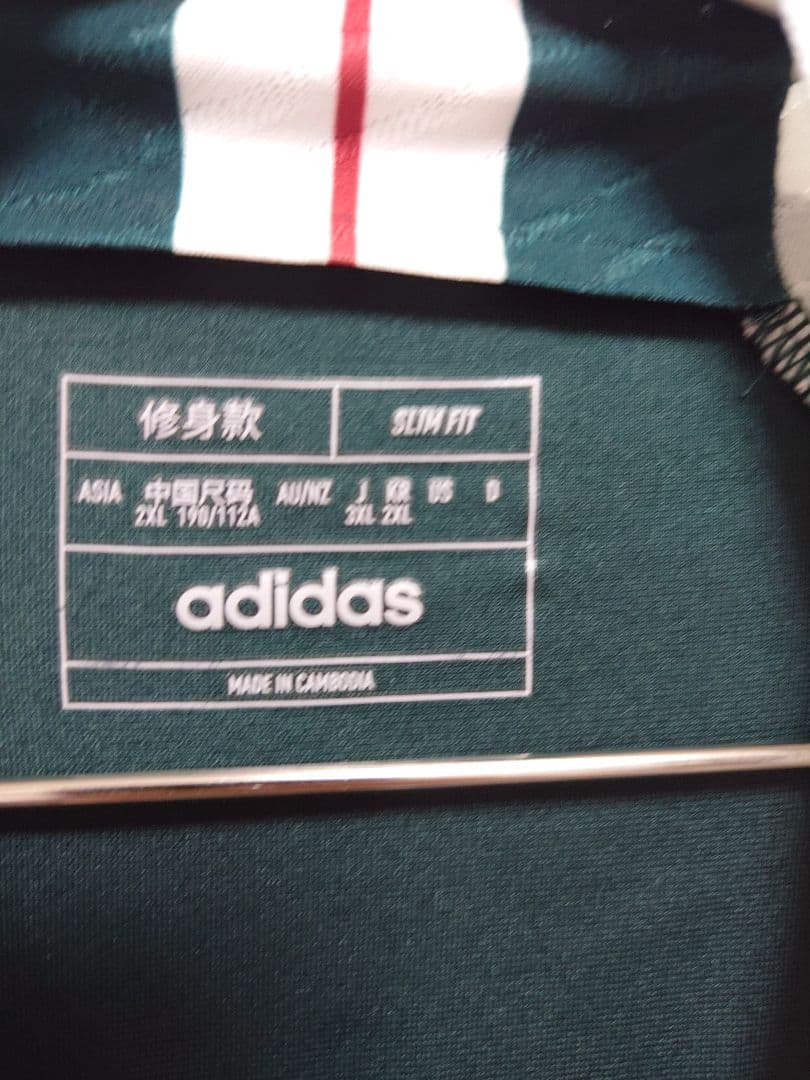 修身款 SLIM FIT
ASIA 中国尺码 AU/NZ J KR US D
2XL 190/112A 3XL 2XL
adidas
MADE IN CAMBODIA